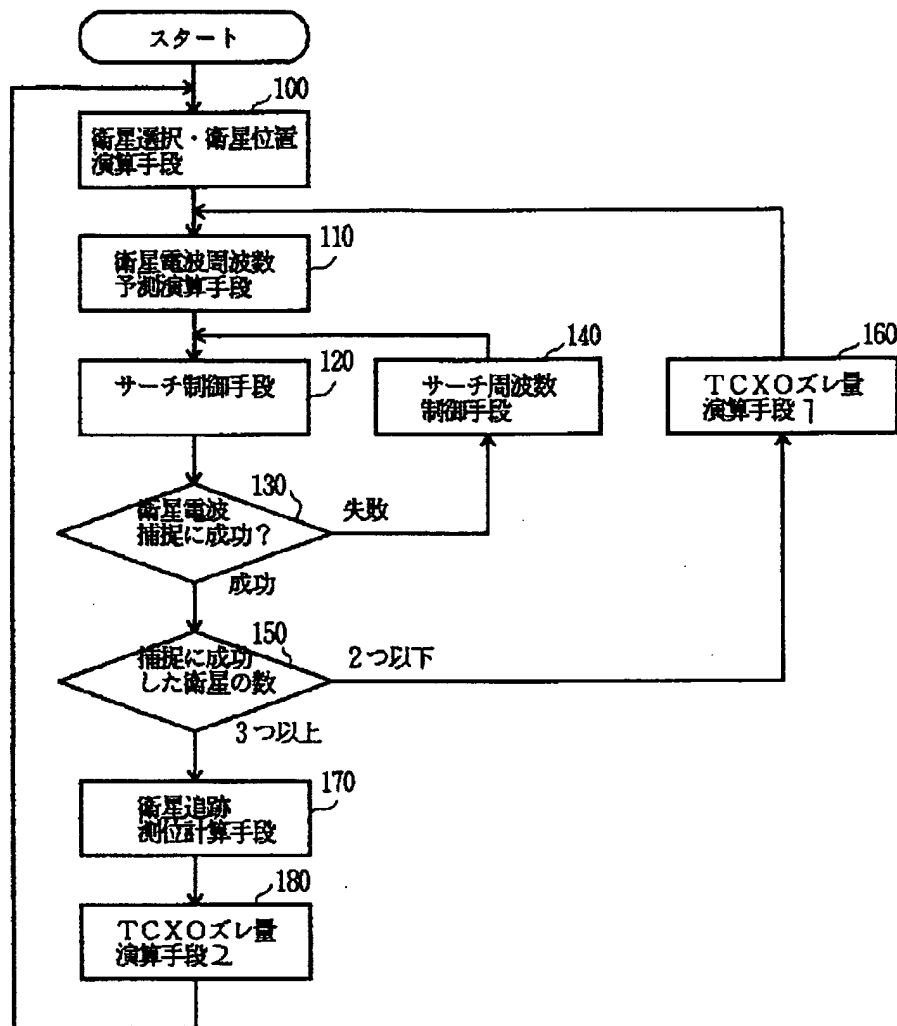 スタート
100
衛星選択・衛星位置
演算手段
110
衛星電波周波数
予測演算手段
120
サーチ制御手段
140
サーチ周波数
制御手段
160
TCXOズレ量
演算手段1
130
衛星電波
捕捉に成功?
失敗
成功
150
捕捉に成功
した衛星の数
2つ以下
3つ以上
170
衛星追跡
測位計算手段
180
TCXOズレ量
演算手段2